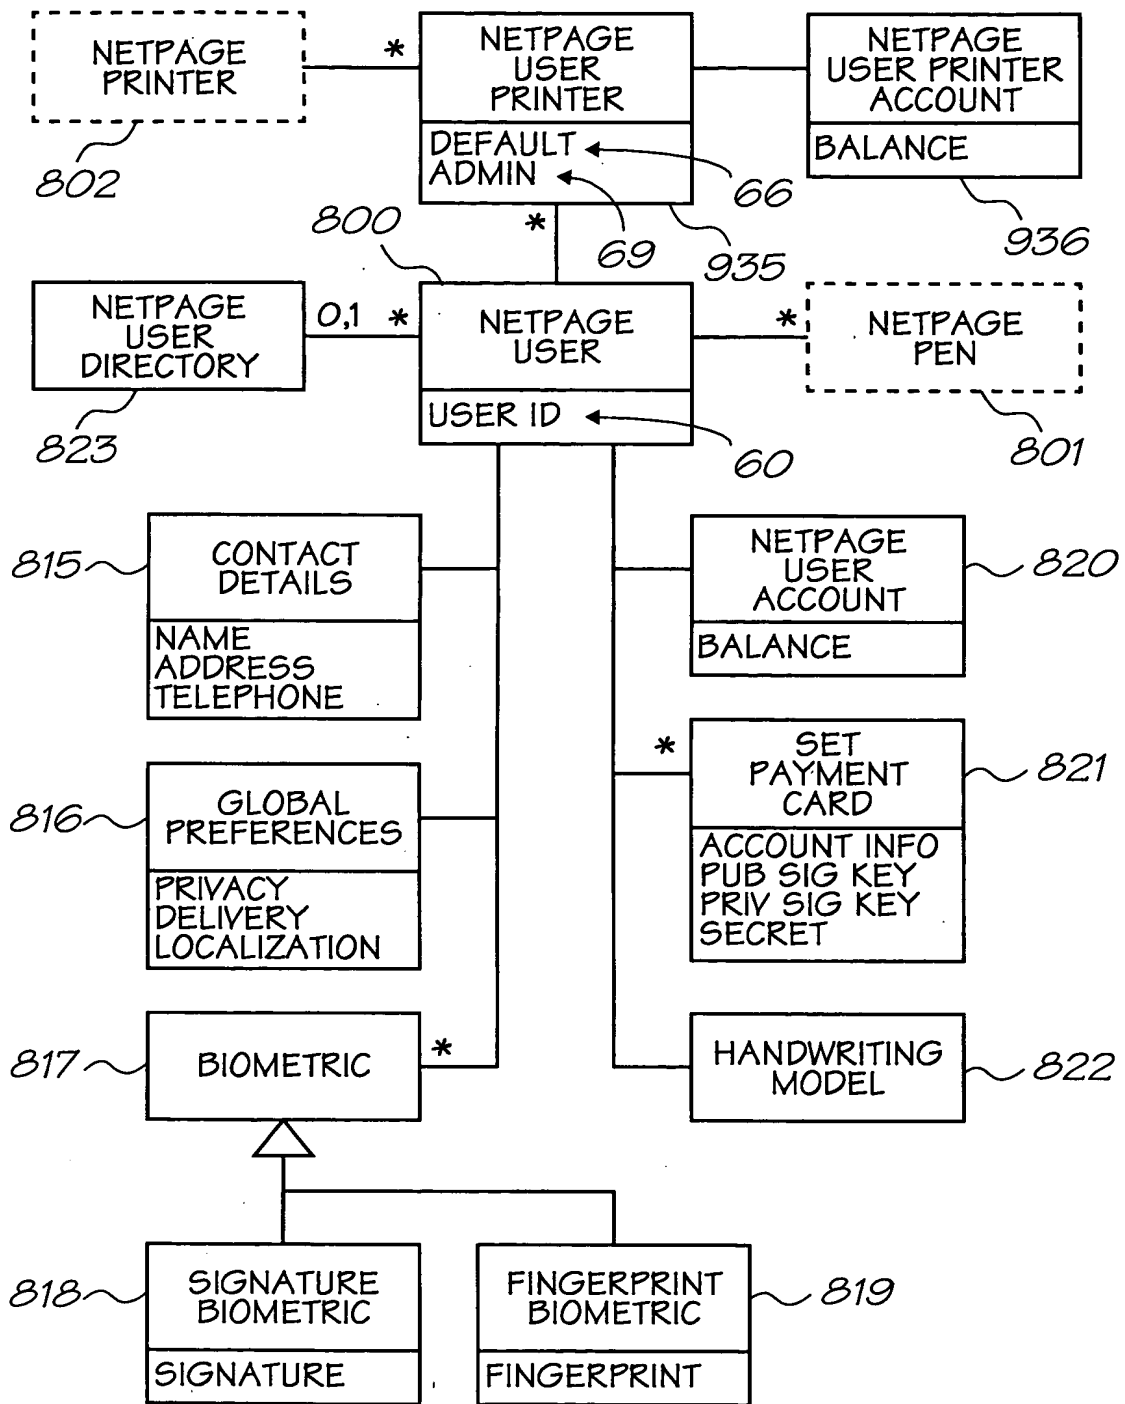 NETPAGE
PRINTER
802
*
NETPAGE
USER
PRINTER
DEFAULT
ADMIN
66
69
935
NETPAGE
USER PRINTER
ACCOUNT
BALANCE
936
*
800
NETPAGE
USER
DIRECTORY
823
0,1
*
NETPAGE
USER
USER ID
60
*
NETPAGE
PEN
801
815
CONTACT
DETAILS
NAME
ADDRESS
TELEPHONE
NETPAGE
USER
ACCOUNT
BALANCE
820
816
GLOBAL
PREFERENCES
PRIVACY
DELIVERY
LOCALIZATION
*
SET
PAYMENT
CARD
ACCOUNT INFO
PUB SIG KEY
PRIV SIG KEY
SECRET
821
817
BIOMETRIC
*
HANDWRITING
MODEL
822
818
SIGNATURE
BIOMETRIC
SIGNATURE
FINGERPRINT
BIOMETRIC
FINGERPRINT
819